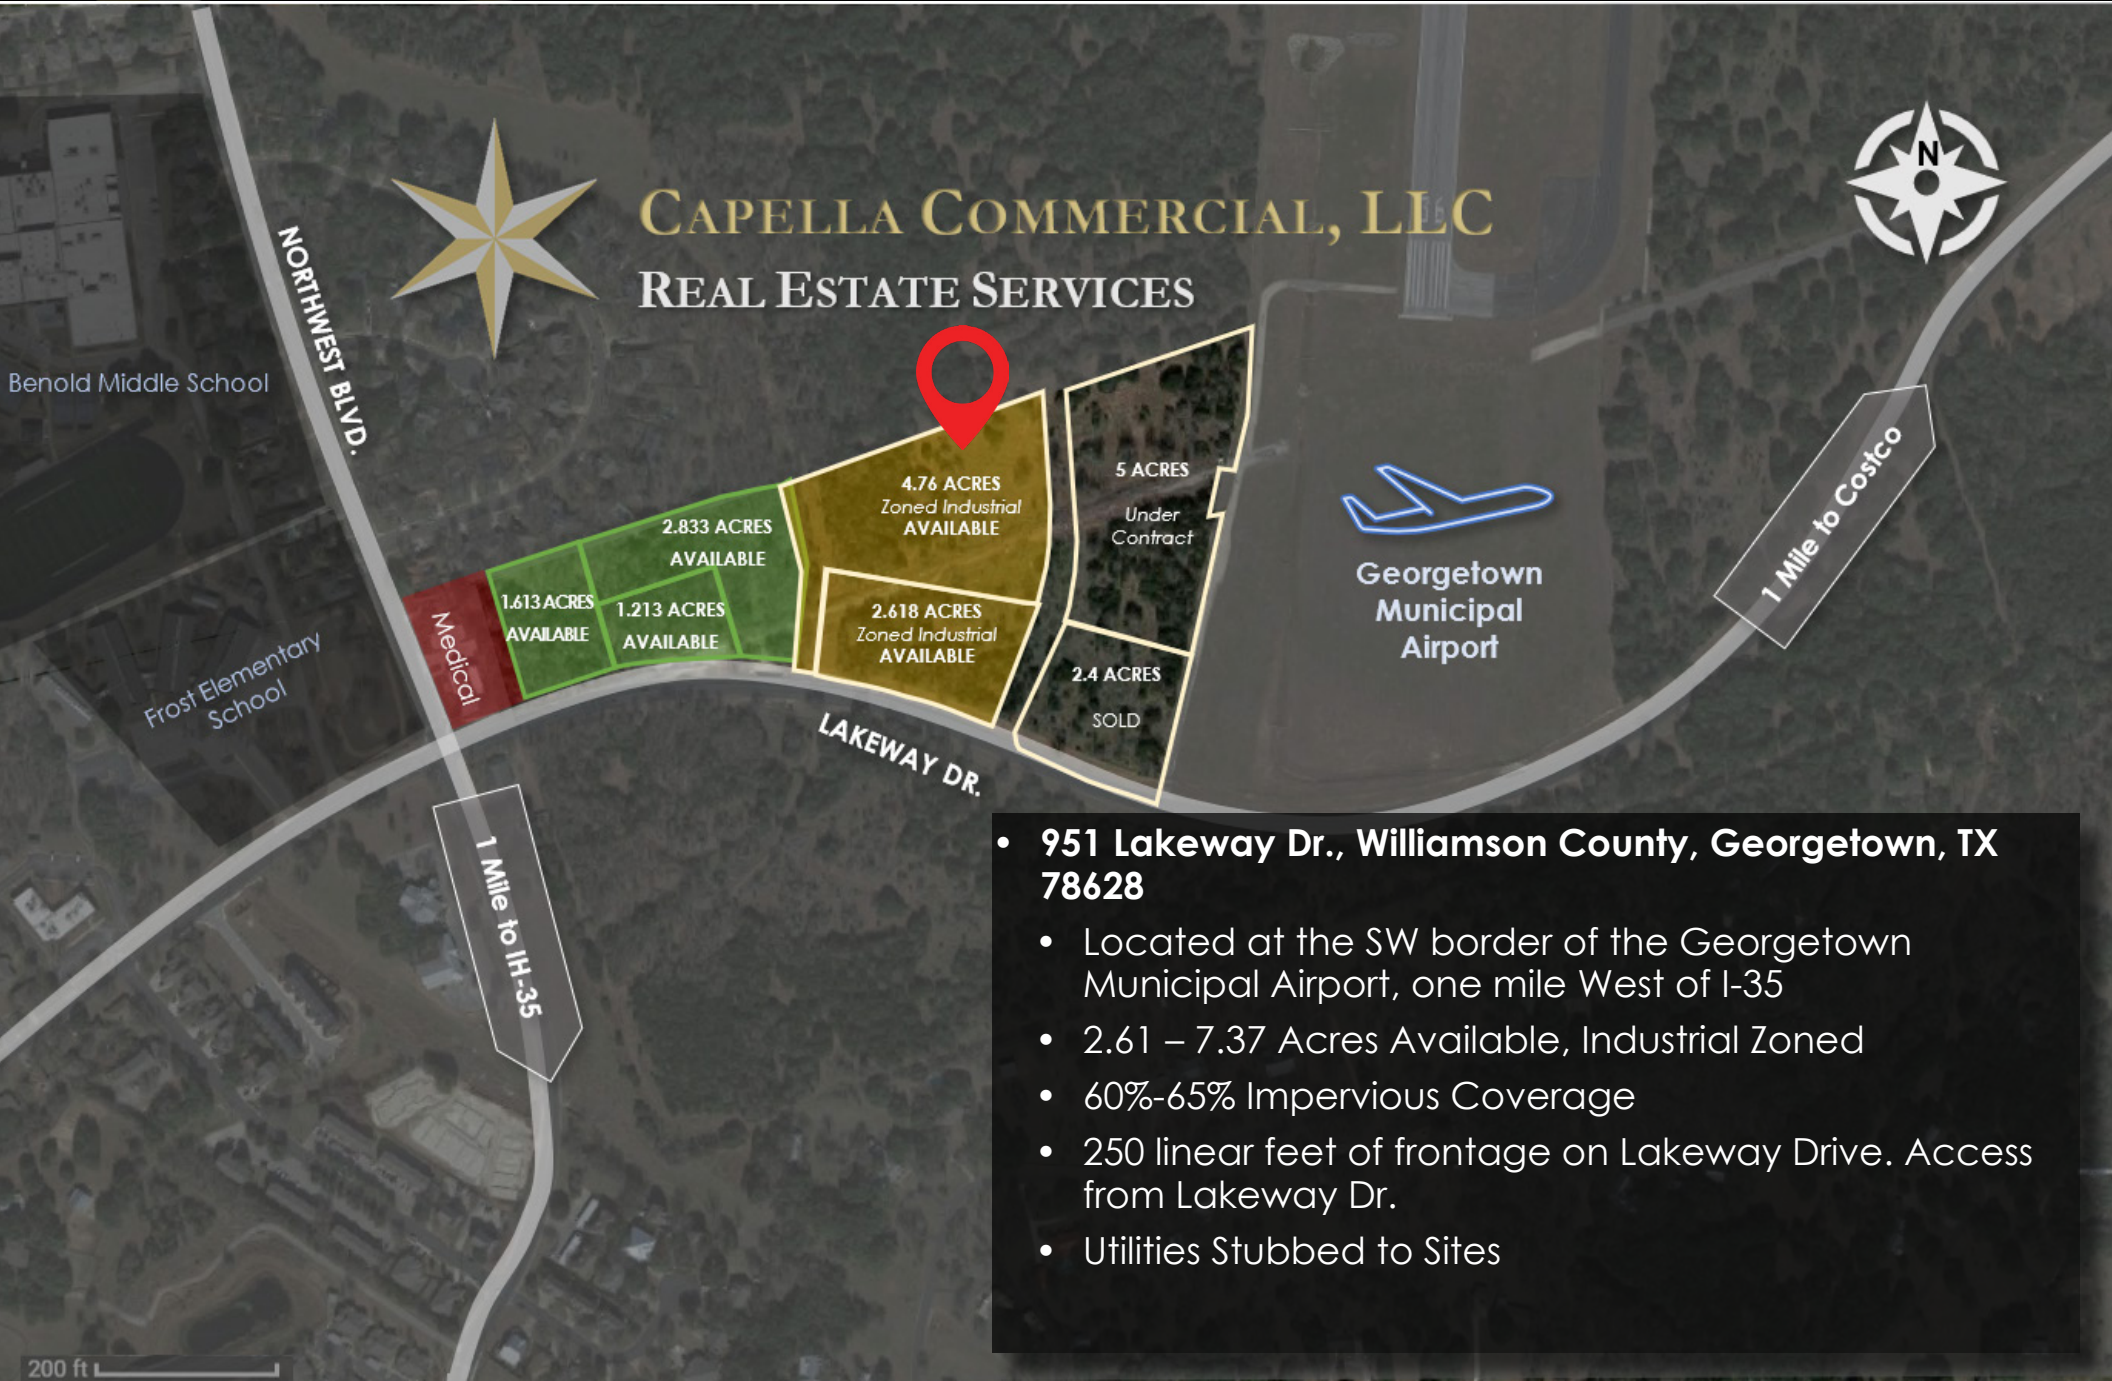 N
CAPELLA COMMERCIAL, LLC
REAL ESTATE SERVICES
NORTHWEST BLVD.
Benold Middle School
Frost Elementary
School
Medical
1.613 ACRES
AVAILABLE
2.833 ACRES
AVAILABLE
1.213 ACRES
AVAILABLE
4.76 ACRES
Zoned Industrial
AVAILABLE
2.618 ACRES
Zoned Industrial
AVAILABLE
5 ACRES
Under
Contract
2.4 ACRES
SOLD
Georgetown
Municipal
Airport
1 Mile to Costco
LAKEWAY DR.
1 Mile to IH-35
• 951 Lakeway Dr., Williamson County, Georgetown, TX
78628
• Located at the SW border of the Georgetown
Municipal Airport, one mile West of I-35
• 2.61 – 7.37 Acres Available, Industrial Zoned
• 60%-65% Impervious Coverage
• 250 linear feet of frontage on Lakeway Drive. Access
from Lakeway Dr.
• Utilities Stubbed to Sites
200 ft